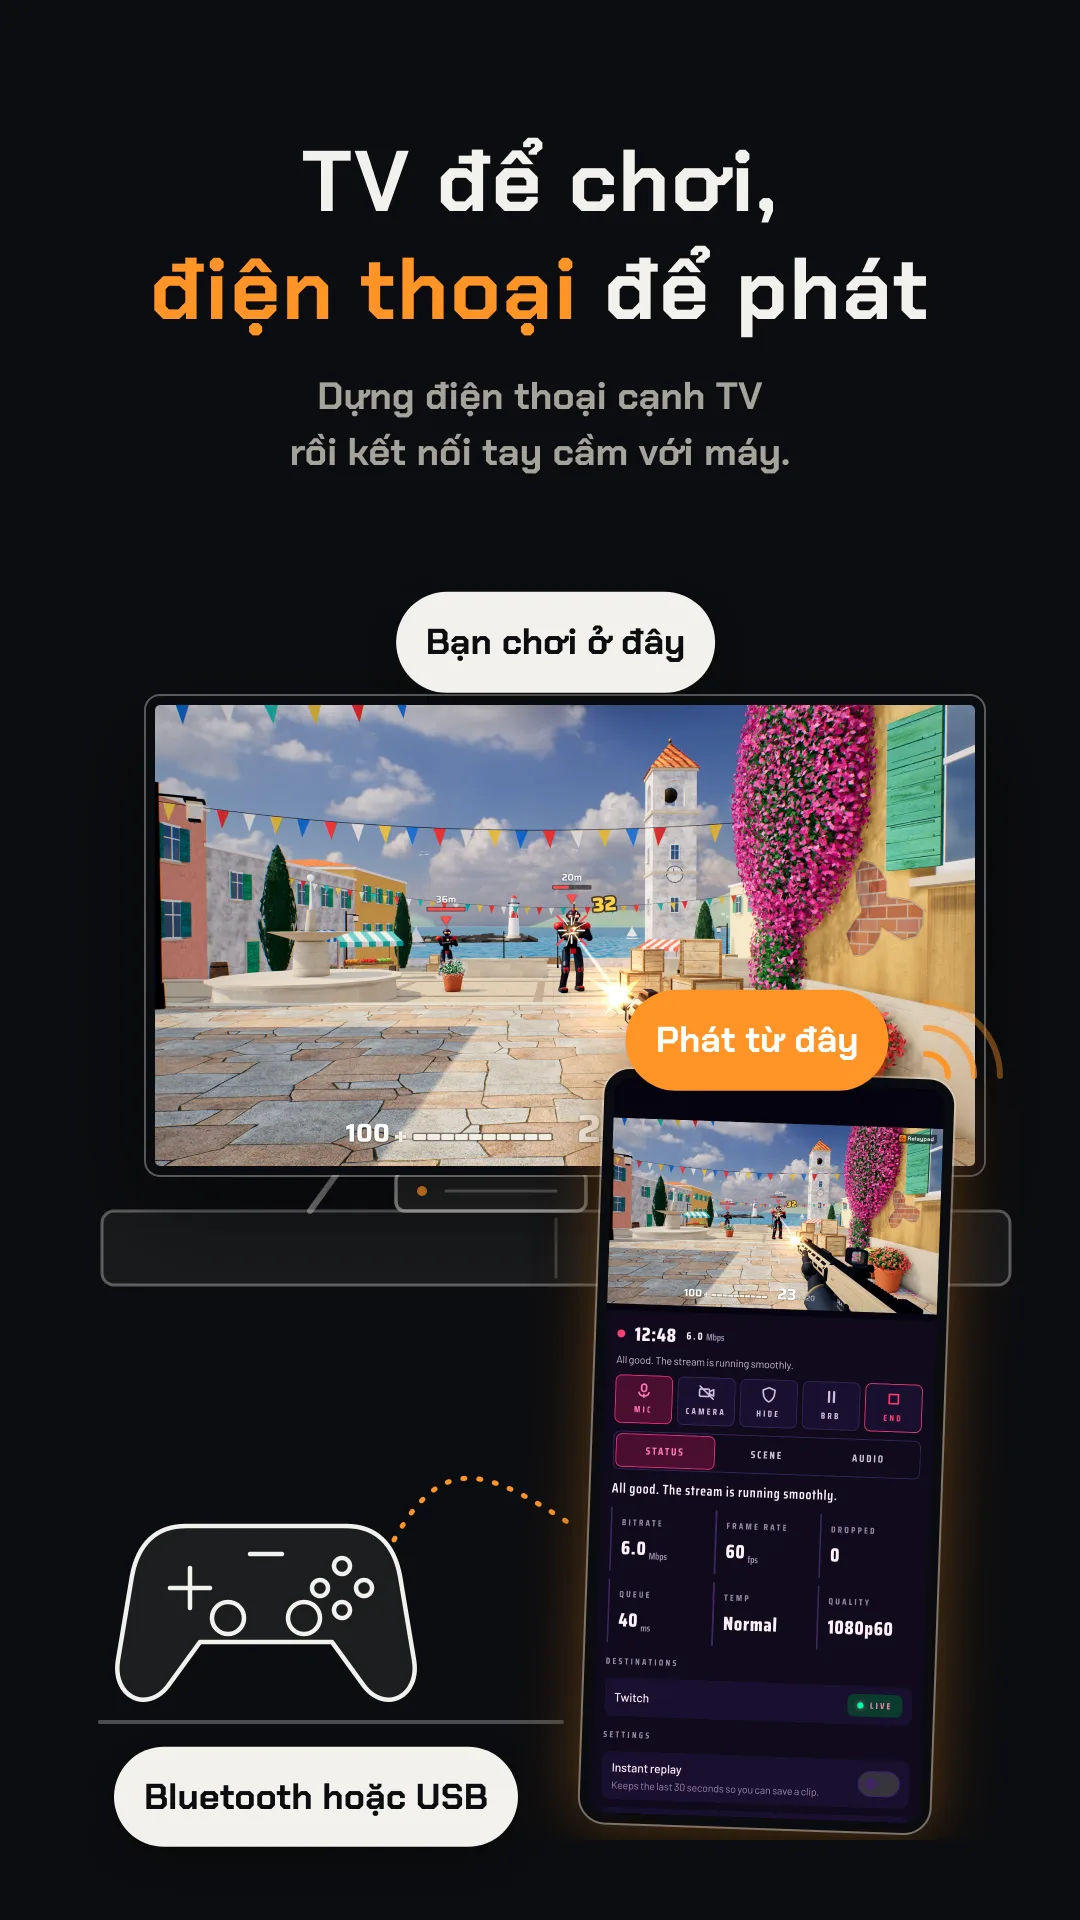 TV để chơi,
điện thoại để phát
Dựng điện thoại cạnh TV
rồi kết nối tay cầm với máy.
Bạn chơi ở đây
36m
20m
32
Phát từ đây
100
2
Relaypad
32
100
23
20
12:48 6.0 Mbps
All good. The stream is running smoothly.
MIC CAMERA HIDE BRB END
STATUS SCENE AUDIO
All good. The stream is running smoothly.
BITRATE FRAME RATE DROPPED
6.0 Mbps 60 fps 0
QUEUE TEMP QUALITY
40 ms Normal 1080p60
DESTINATIONS
Twitch LIVE
SETTINGS
Instant replay
Keeps the last 30 seconds so you can save a clip.
Bluetooth hoặc USB